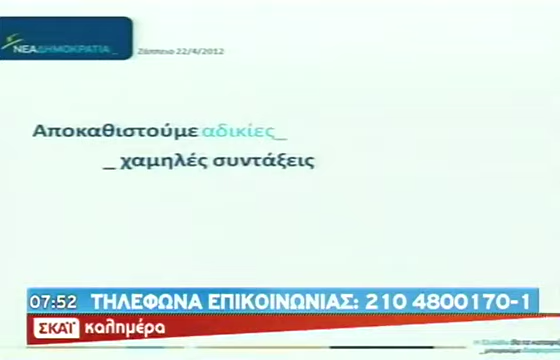 ΝΕΑΔΗΜΟΚΡΑΤΙΑ_
Ζάππειο 22/4/2012
Αποκαθιστούμε αδικίες_
_ χαμηλές συντάξεις
07:52 ΤΗΛΕΦΩΝΑ ΕΠΙΚΟΙΝΩΝΙΑΣ: 210 4800170-1
ΣΚΑΪ καλημέρα